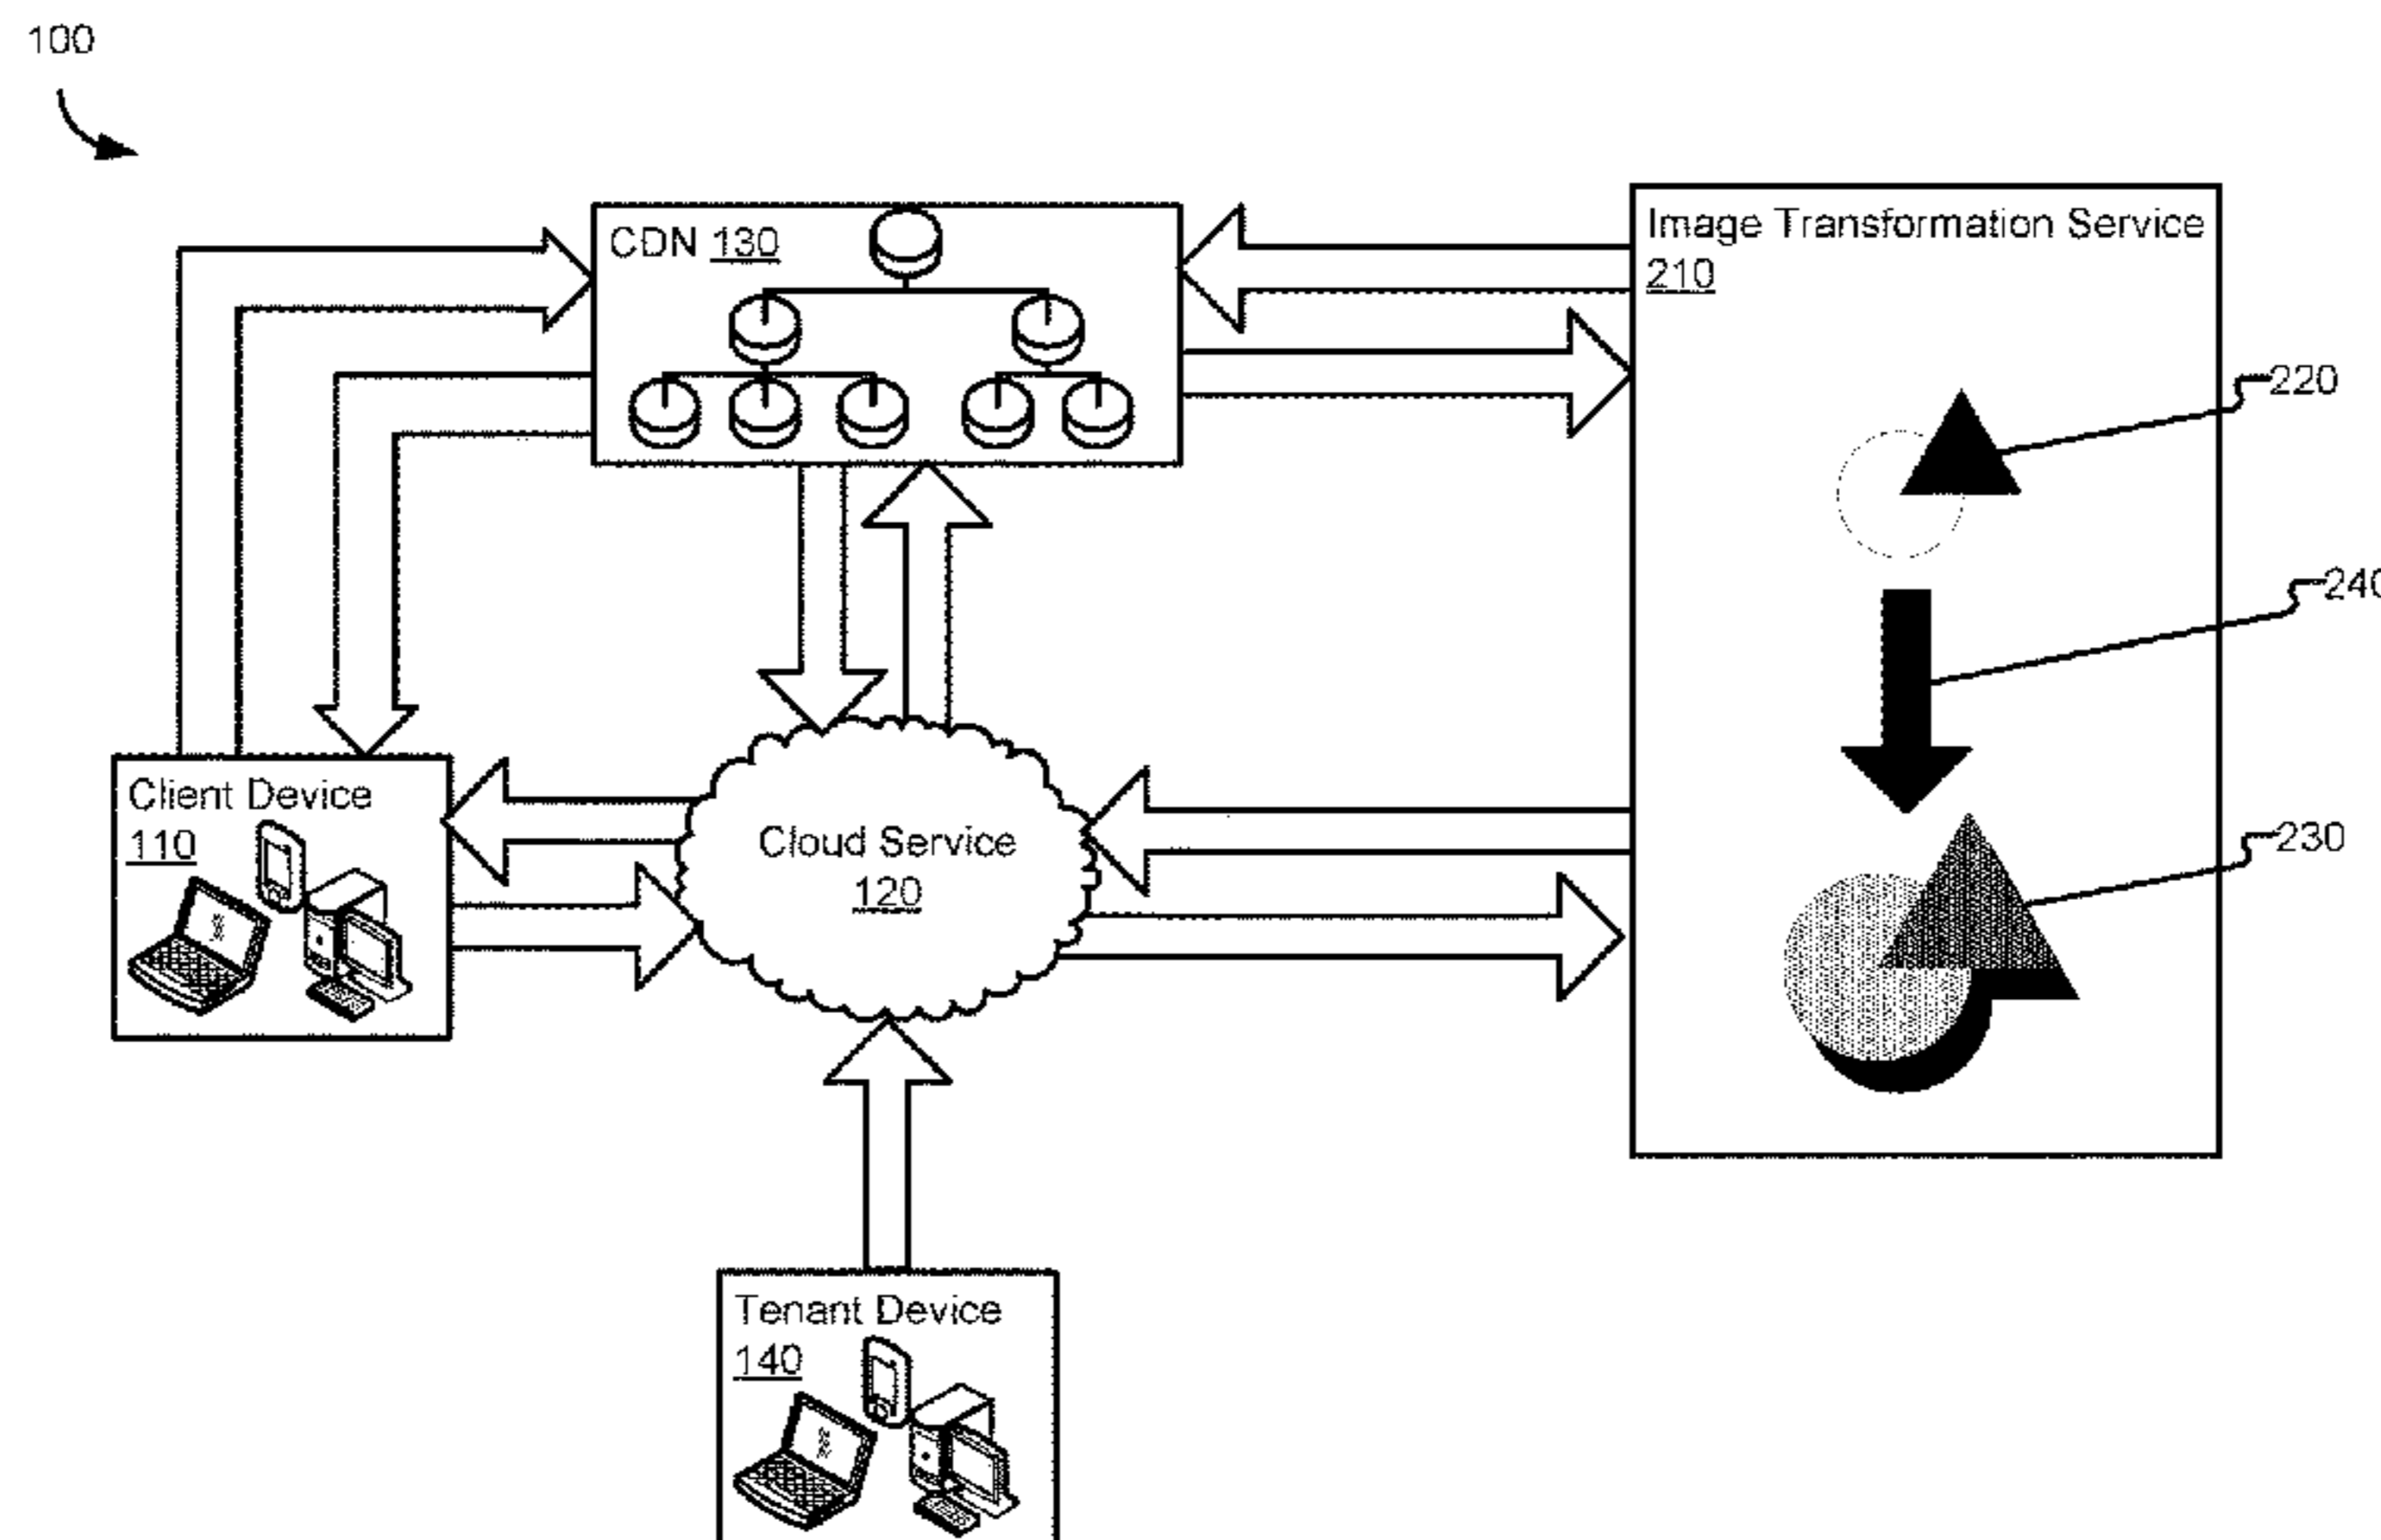 100
CDN 130
Image Transformation Service
210
220
240
Client Device
110
Cloud Service
120
230
Tenant Device
140